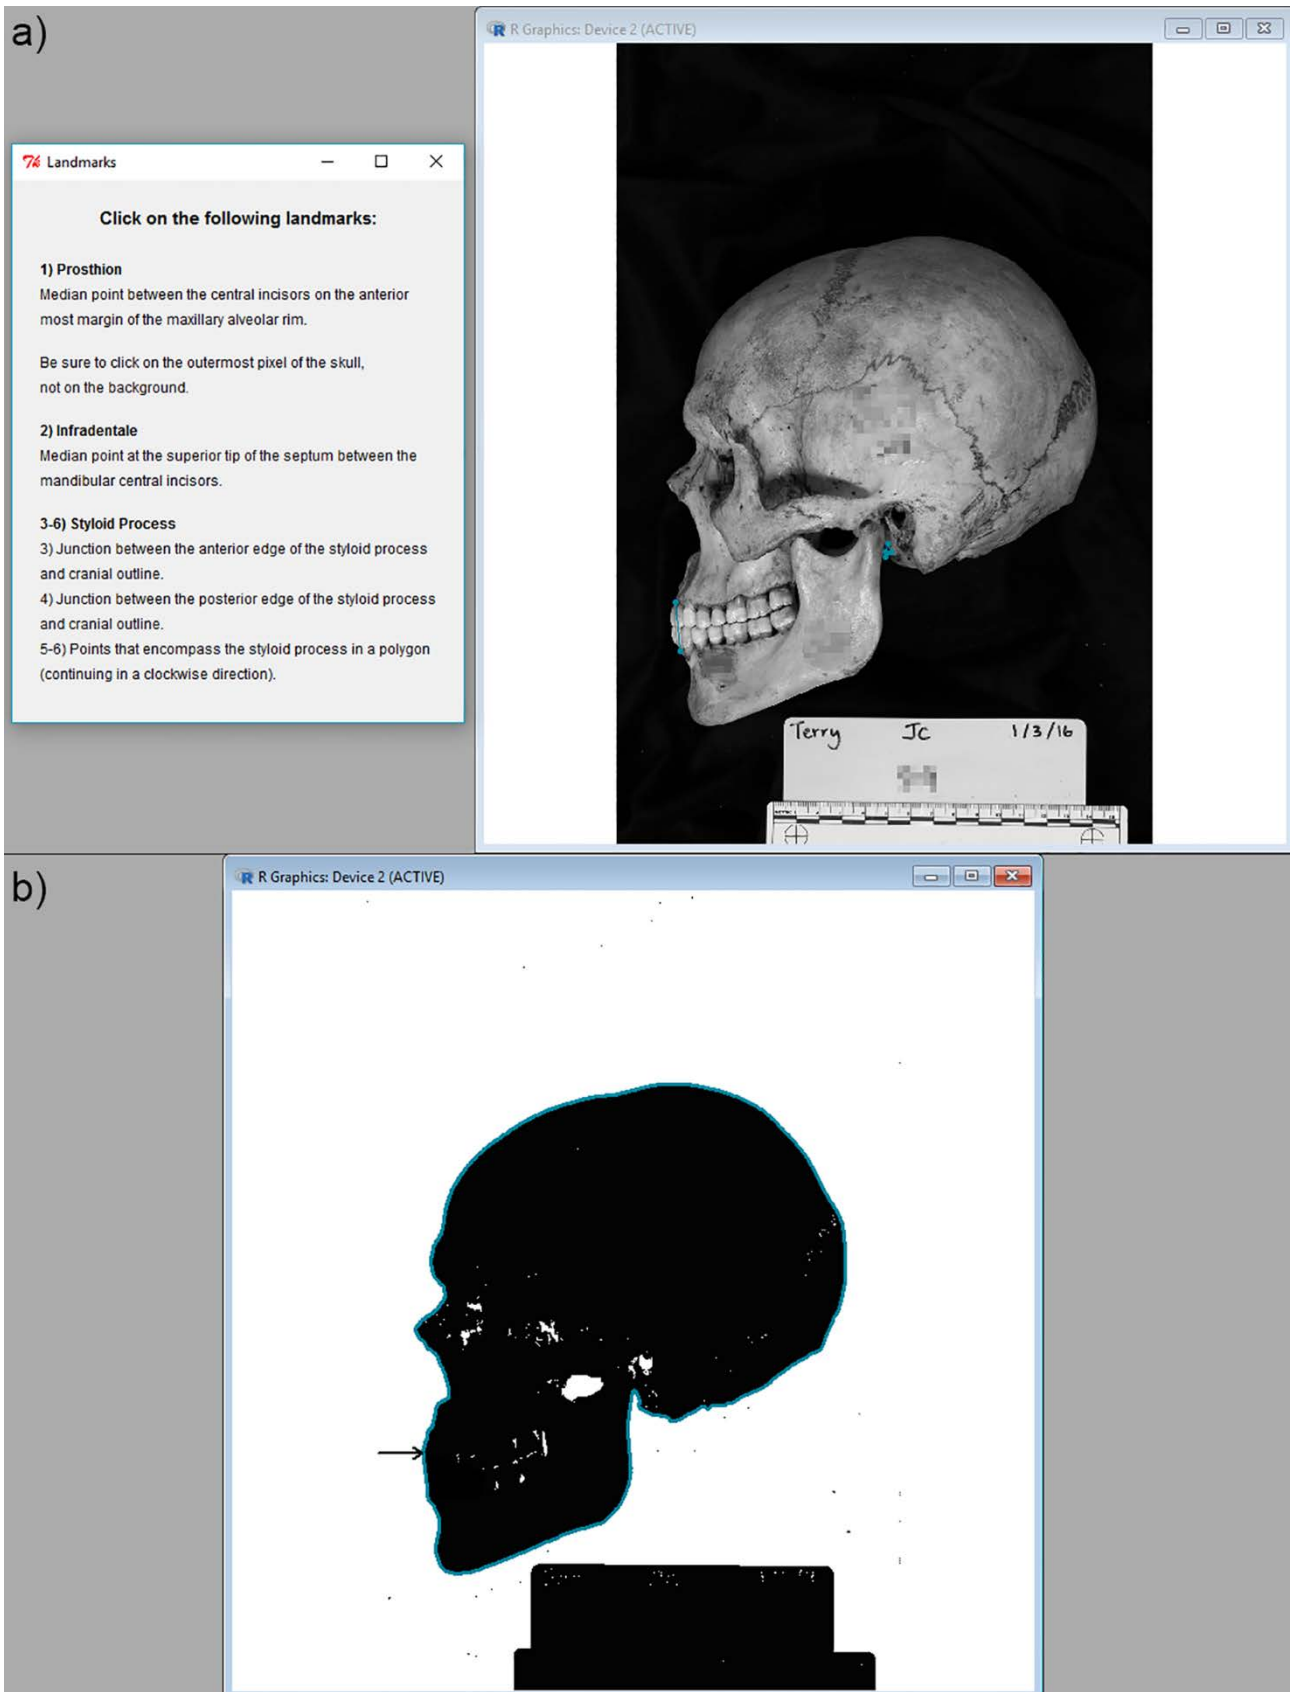 a)
R Graphics: Device 2 (ACTIVE)
Landmarks
Click on the following landmarks:
1) Prosthion
Median point between the central incisors on the anterior
most margin of the maxillary alveolar rim.
Be sure to click on the outermost pixel of the skull,
not on the background.
2) Infradentale
Median point at the superior tip of the septum between the
mandibular central incisors.
3-6) Styloid Process
3) Junction between the anterior edge of the styloid process
and cranial outline.
4) Junction between the posterior edge of the styloid process
and cranial outline.
5-6) Points that encompass the styloid process in a polygon
(continuing in a clockwise direction).
Terry JC 1/3/16
b)
R Graphics: Device 2 (ACTIVE)